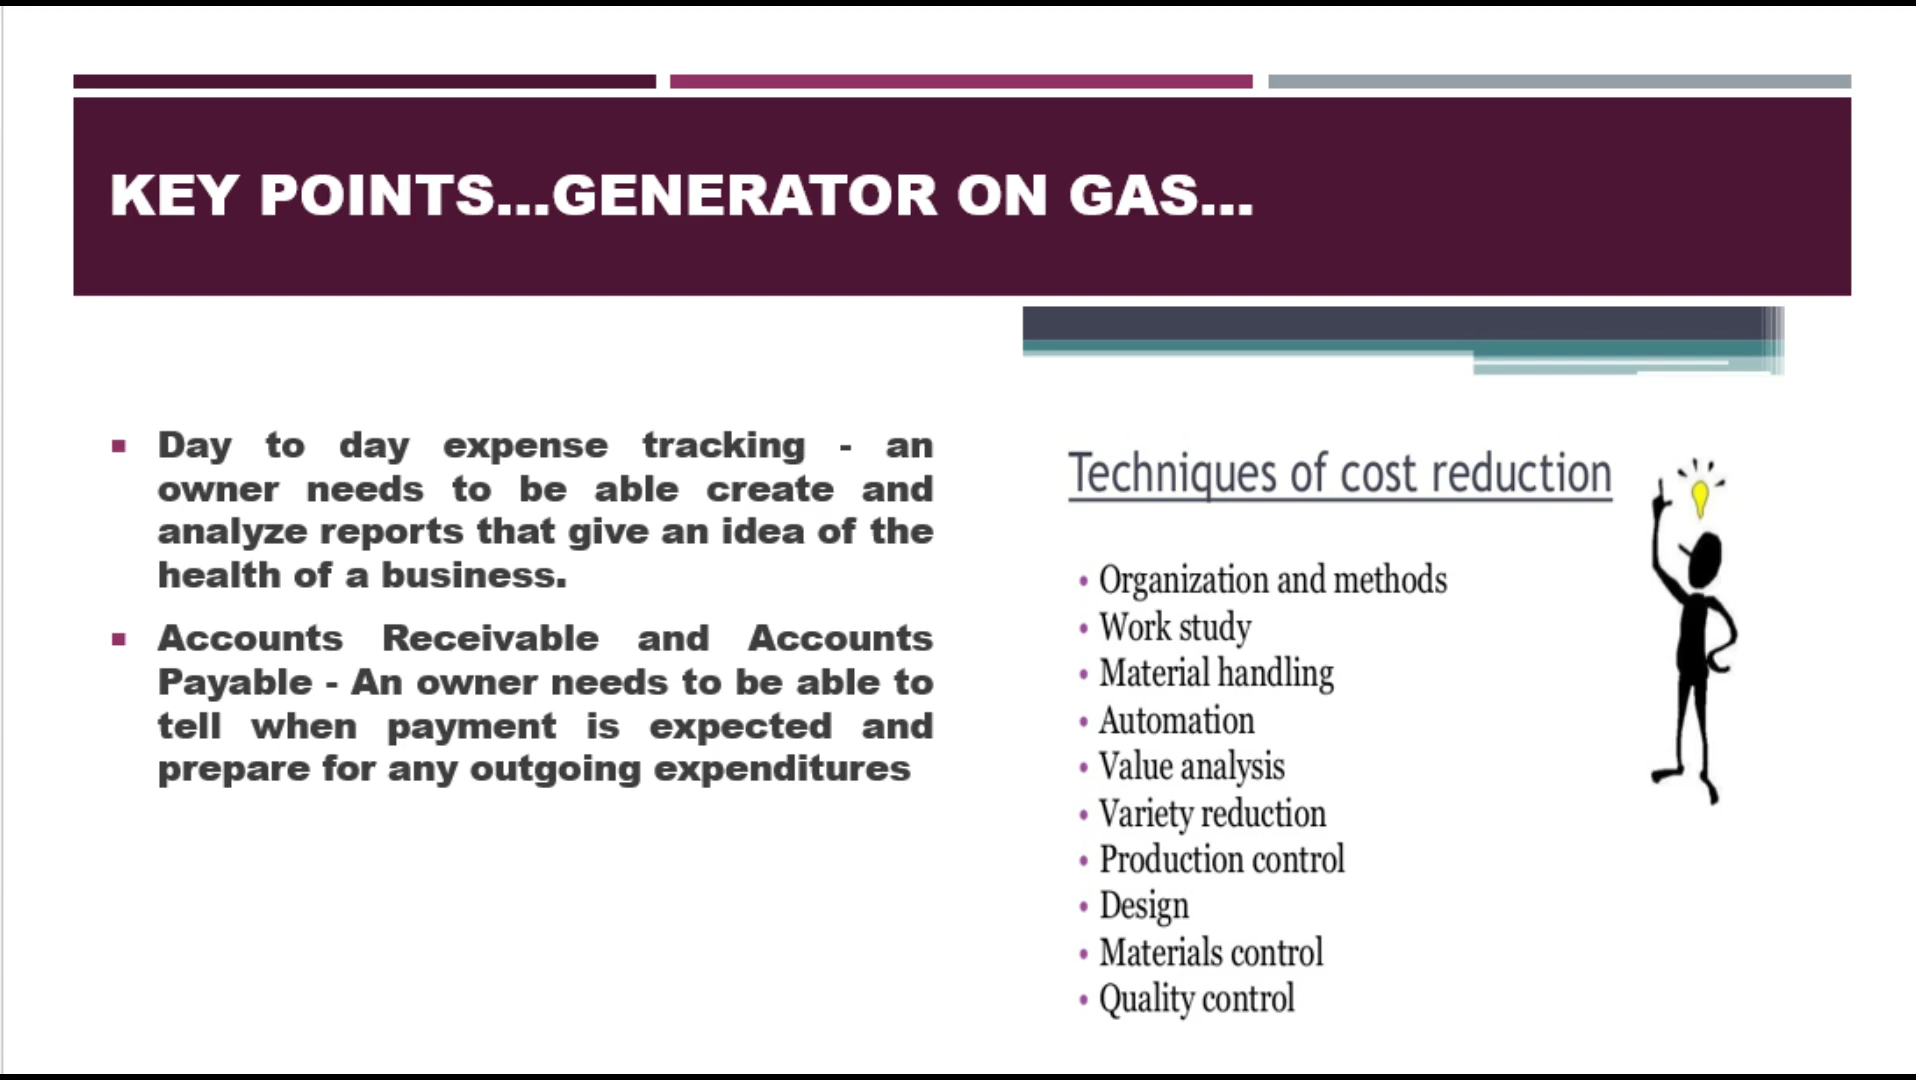 KEY POINTS...GENERATOR ON GAS...
Day to day expense tracking - an
owner needs to be able create and
analyze reports that give an idea of the
health of a business.
Accounts Receivable and Accounts
Payable - An owner needs to be able to
tell when payment is expected and
prepare for any outgoing expenditures
Techniques of cost reduction
• Organization and methods
• Work study
• Material handling
• Automation
• Value analysis
• Variety reduction
• Production control
• Design
• Materials control
• Quality control